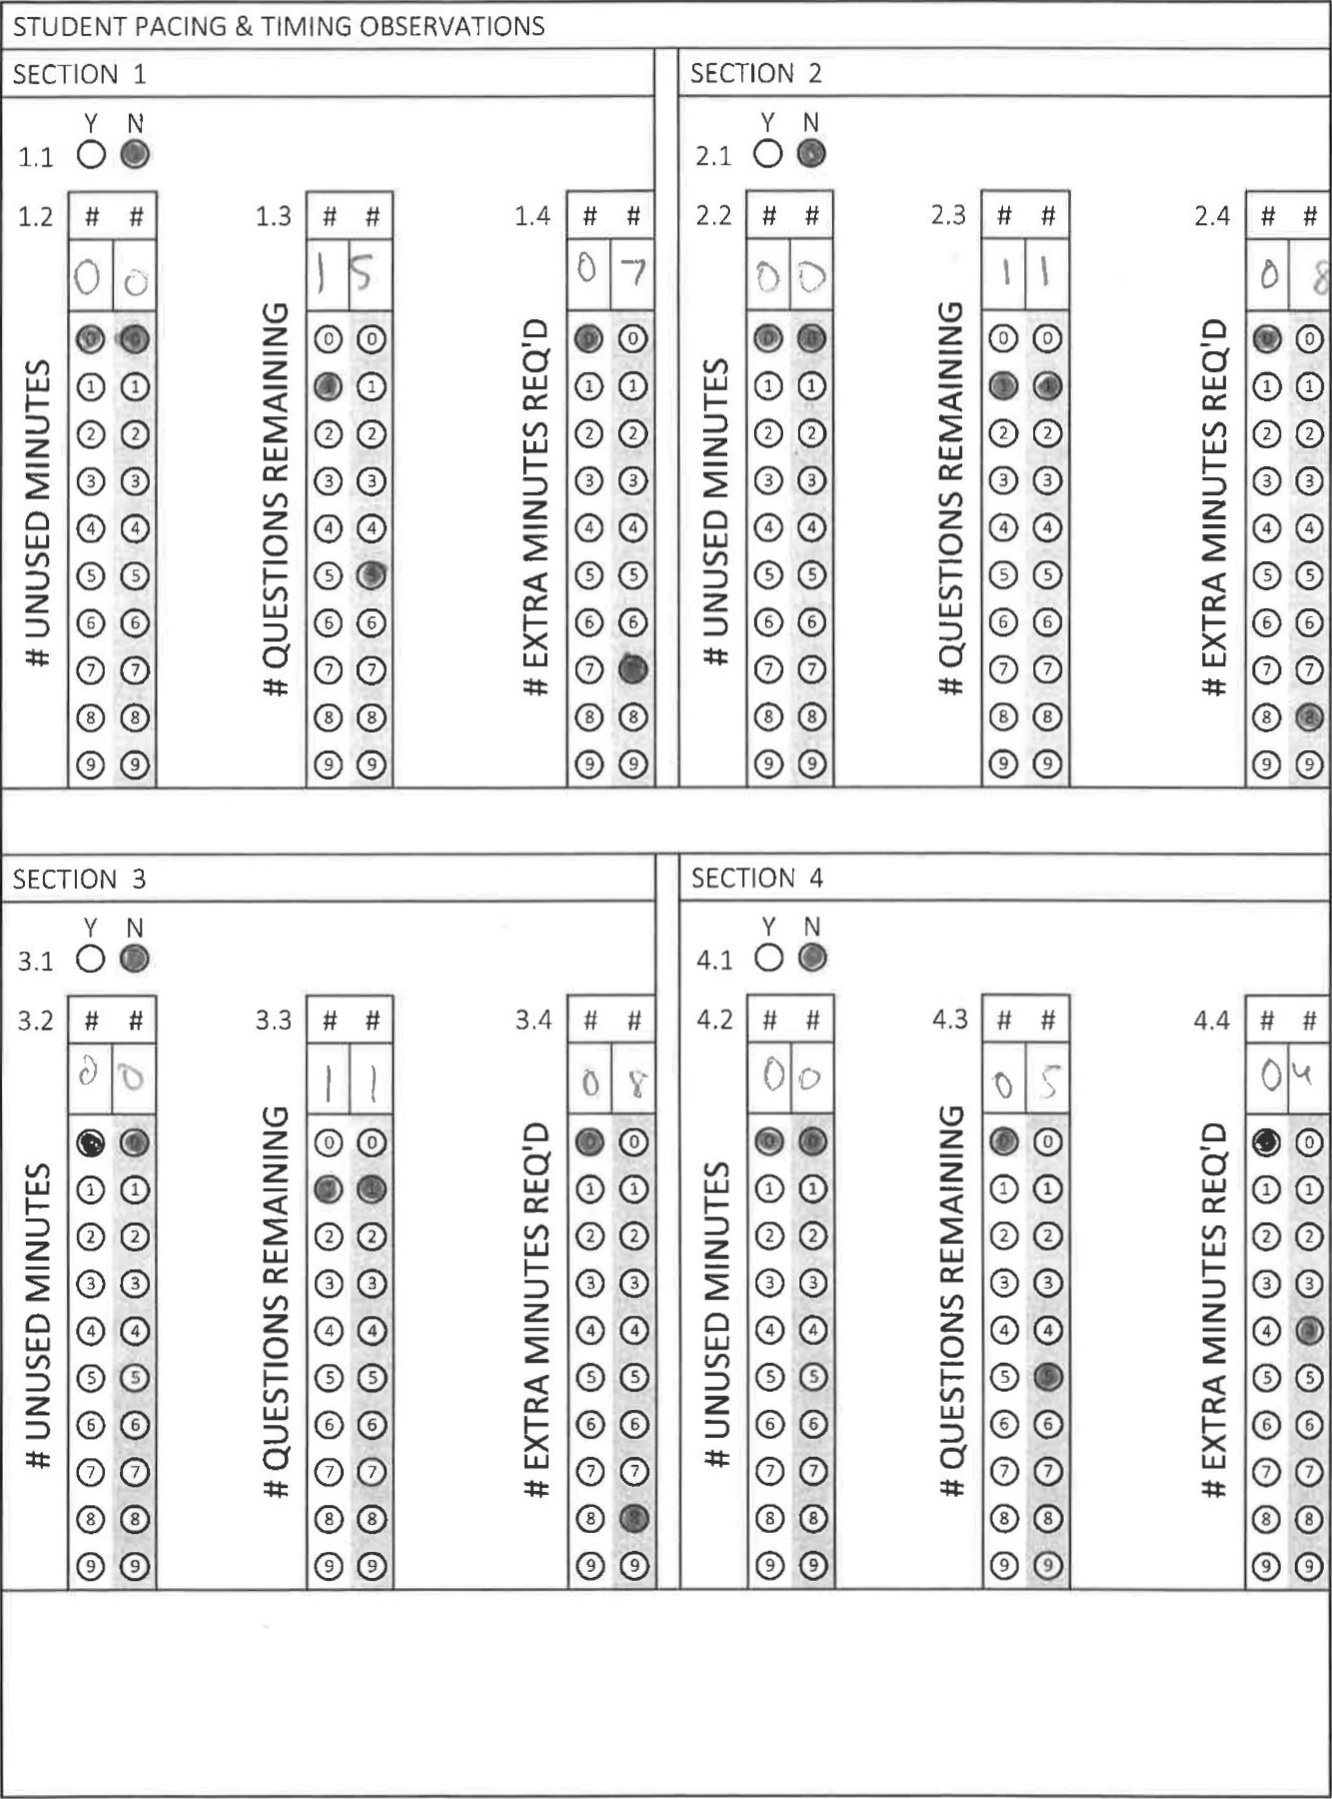 STUDENT PACING & TIMING OBSERVATIONS
SECTION 1
Y N
1.1
1.2 # # 1.3 # # 1.4 # #
0 0 1 5 0 7
# UNUSED MINUTES
# QUESTIONS REMAINING
# EXTRA MINUTES REQ'D
0 0 0 0 0 0
1 1 1 1 1 1
2 2 2 2 2 2
3 3 3 3 3 3
4 4 4 4 4 4
5 5 5 5 5 5
6 6 6 6 6 6
7 7 7 7 7 7
8 8 8 8 8 8
9 9 9 9 9 9
SECTION 2
Y N
2.1
2.2 # # 2.3 # # 2.4 # #
0 0 1 1 0 8
# UNUSED MINUTES
# QUESTIONS REMAINING
# EXTRA MINUTES REQ'D
0 0 0 0 0 0
1 1 1 1 1 1
2 2 2 2 2 2
3 3 3 3 3 3
4 4 4 4 4 4
5 5 5 5 5 5
6 6 6 6 6 6
7 7 7 7 7 7
8 8 8 8 8 8
9 9 9 9 9 9
SECTION 3
Y N
3.1
3.2 # # 3.3 # # 3.4 # #
0 0 1 1 0 8
# UNUSED MINUTES
# QUESTIONS REMAINING
# EXTRA MINUTES REQ'D
0 0 0 0 0
1 1 1 1 1 1
2 2 2 2 2 2
3 3 3 3 3 3
4 4 4 4 4 4
5 5 5 5 5 5
6 6 6 6 6 6
7 7 7 7 7 7
8 8 8 8 8 8
9 9 9 9 9 9
SECTION 4
Y N
4.1
4.2 # # 4.3 # # 4.4 # #
0 0 0 5 0 4
# UNUSED MINUTES
# QUESTIONS REMAINING
# EXTRA MINUTES REQ'D
0 0 0 0 0
1 1 1 1 1 1
2 2 2 2 2 2
3 3 3 3 3 3
4 4 4 4 4 4
5 5 5 5 5 5
6 6 6 6 6 6
7 7 7 7 7 7
8 8 8 8 8 8
9 9 9 9 9 9